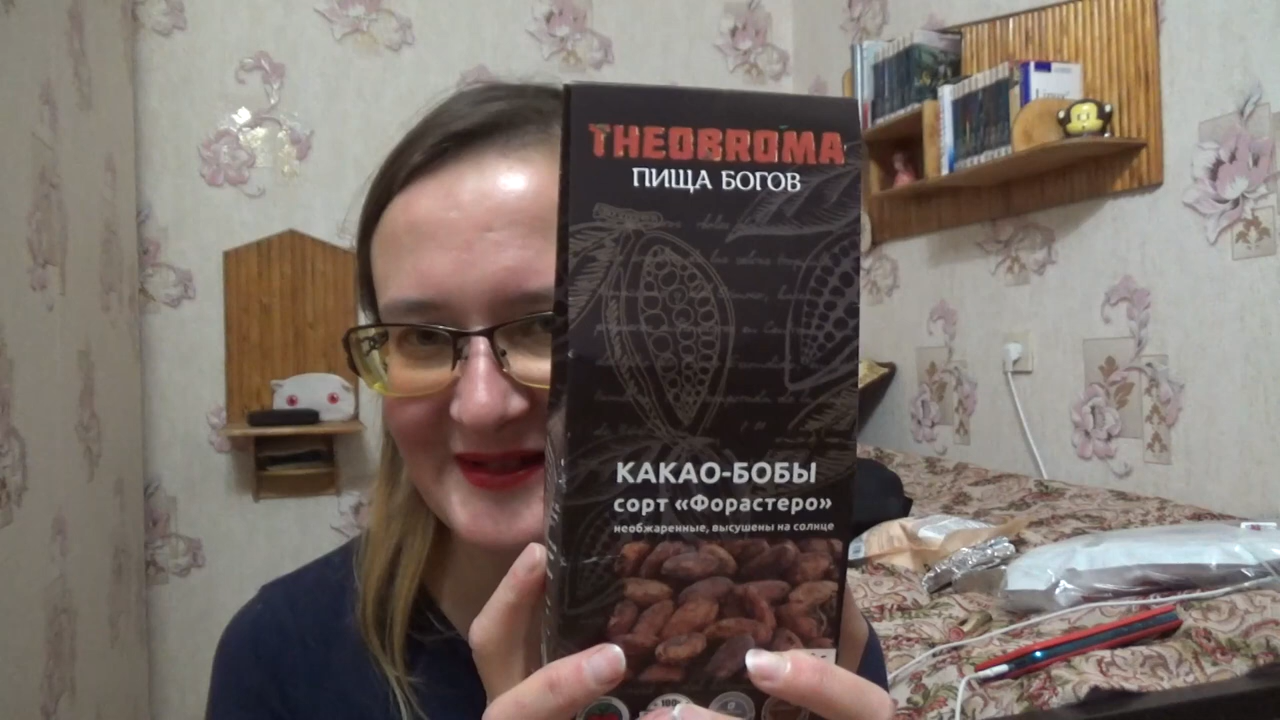 THEOBROMA
ПИЩА БОГОВ
КАКАО-БОБЫ
сорт «Форастеро»
необжаренные, высушены на солнце